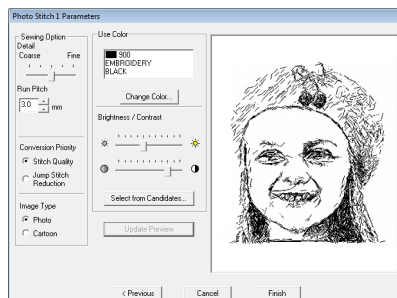 Photo Stitch 1 Parameters
Sewing Option
Detail
Coarse Fine
Run Pitch
3.0 mm
Conversion Priority
Stitch Quality
Jump Stitch
Reduction
Image Type
Photo
Cartoon
Use Color
900
EMBROIDERY
BLACK
Change Color...
Brightness / Contrast
Select from Candidates...
Update Preview
< Previous
Cancel
Finish